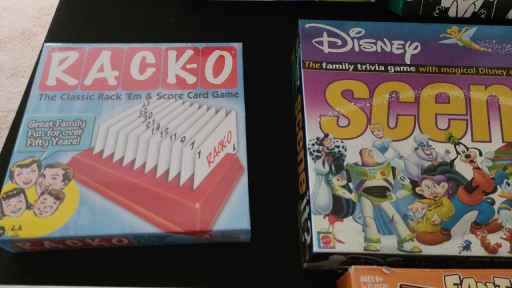 RACK-O
The Classic Rack 'Em & Score Card Game
Great Family
Fun for over
Fifty Years!
RACKO
RACK-O
Disney
The family trivia game with magical Disney
scen